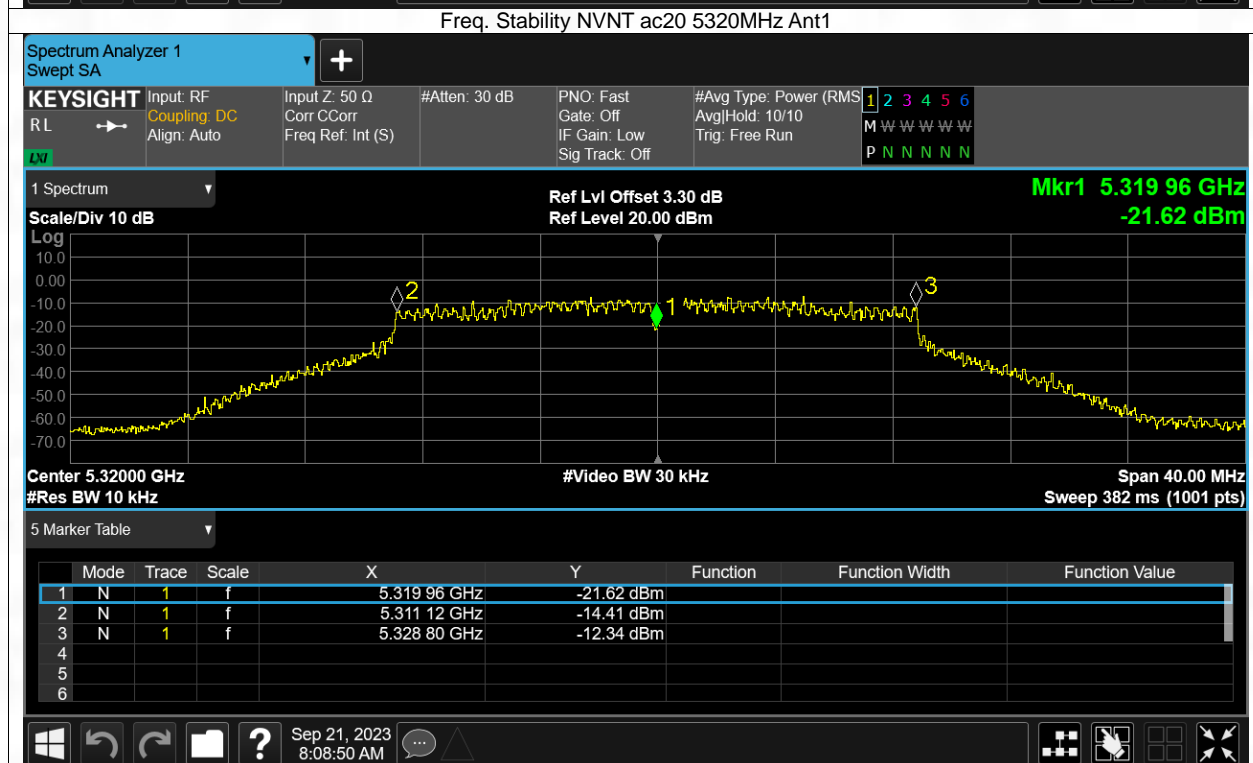 Freq. Stability NVNT ac20 5320MHz Ant1
Spectrum Analyzer 1
Swept SA
KEYSIGHT
R L
LXI
Input: RF
Coupling: DC
Align: Auto
Input Z: 50 Ω
Corr CCorr
Freq Ref: Int (S)
#Atten: 30 dB
PNO: Fast
Gate: Off
IF Gain: Low
Sig Track: Off
#Avg Type: Power (RMS
Avg|Hold: 10/10
Trig: Free Run
1 2 3 4 5 6
M W W W W W
P N N N N N
1 Spectrum
Scale/Div 10 dB
Ref Lvl Offset 3.30 dB
Ref Level 20.00 dBm
Mkr1 5.319 96 GHz
-21.62 dBm
Log
10.0
0.00
-10.0
-20.0
-30.0
-40.0
-50.0
-60.0
-70.0
2
1
3
Center 5.32000 GHz
#Res BW 10 kHz
#Video BW 30 kHz
Span 40.00 MHz
Sweep 382 ms (1001 pts)
5 Marker Table
Mode Trace Scale X Y Function Function Width Function Value
1 N 1 f 5.319 96 GHz -21.62 dBm
2 N 1 f 5.311 12 GHz -14.41 dBm
3 N 1 f 5.328 80 GHz -12.34 dBm
4
5
6
?
Sep 21, 2023
8:08:50 AM